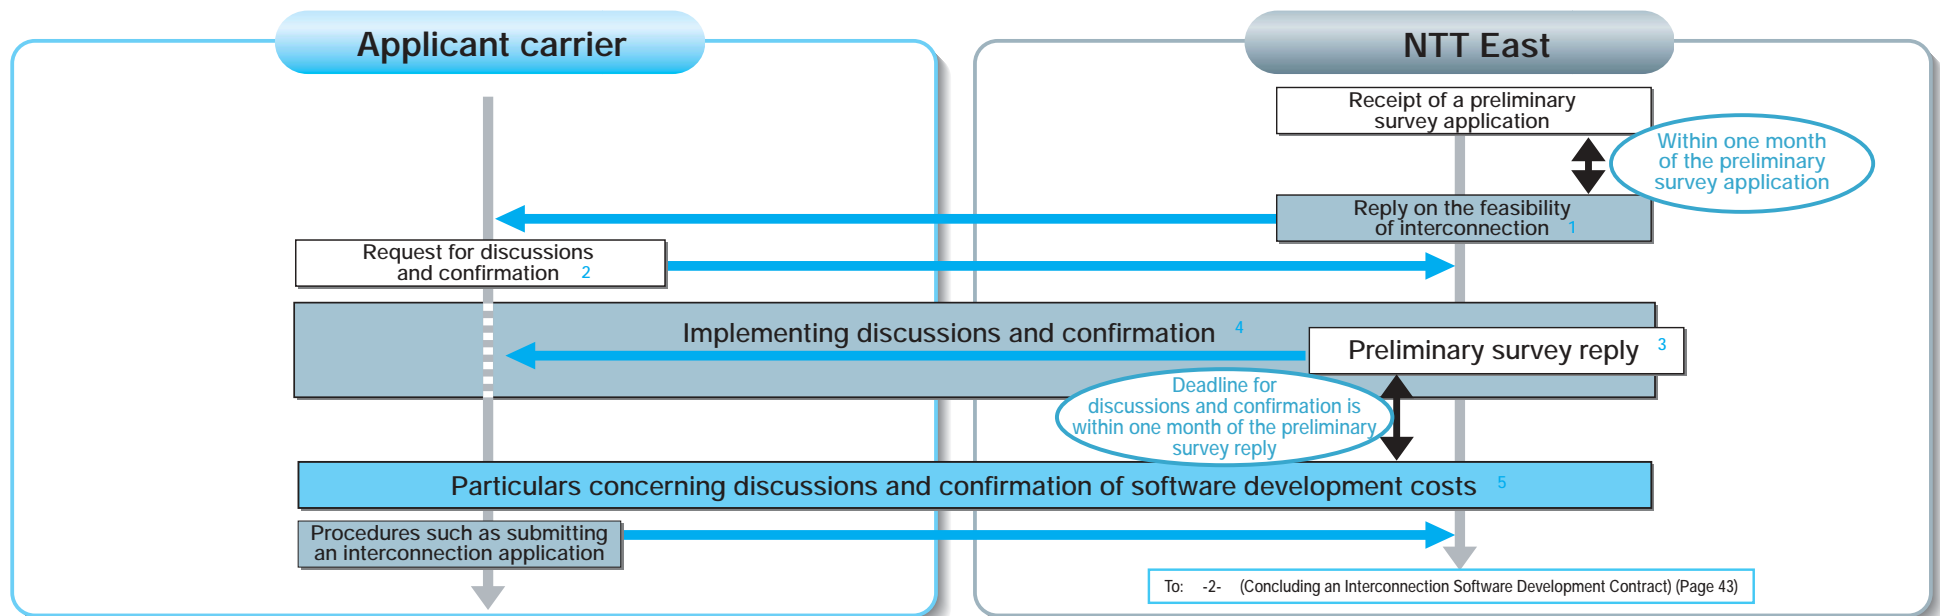 Applicant carrier
NTT East
Receipt of a preliminary
survey application
Within one month
of the preliminary
survey application
Reply on the feasibility
of interconnection 1
Request for discussions
and confirmation 2
Implementing discussions and confirmation 4
Preliminary survey reply 3
Deadline for
discussions and confirmation is
within one month of the preliminary
survey reply
Particulars concerning discussions and confirmation of software development costs 5
Procedures such as submitting
an interconnection application
To: -2- (Concluding an Interconnection Software Development Contract) (Page 43)